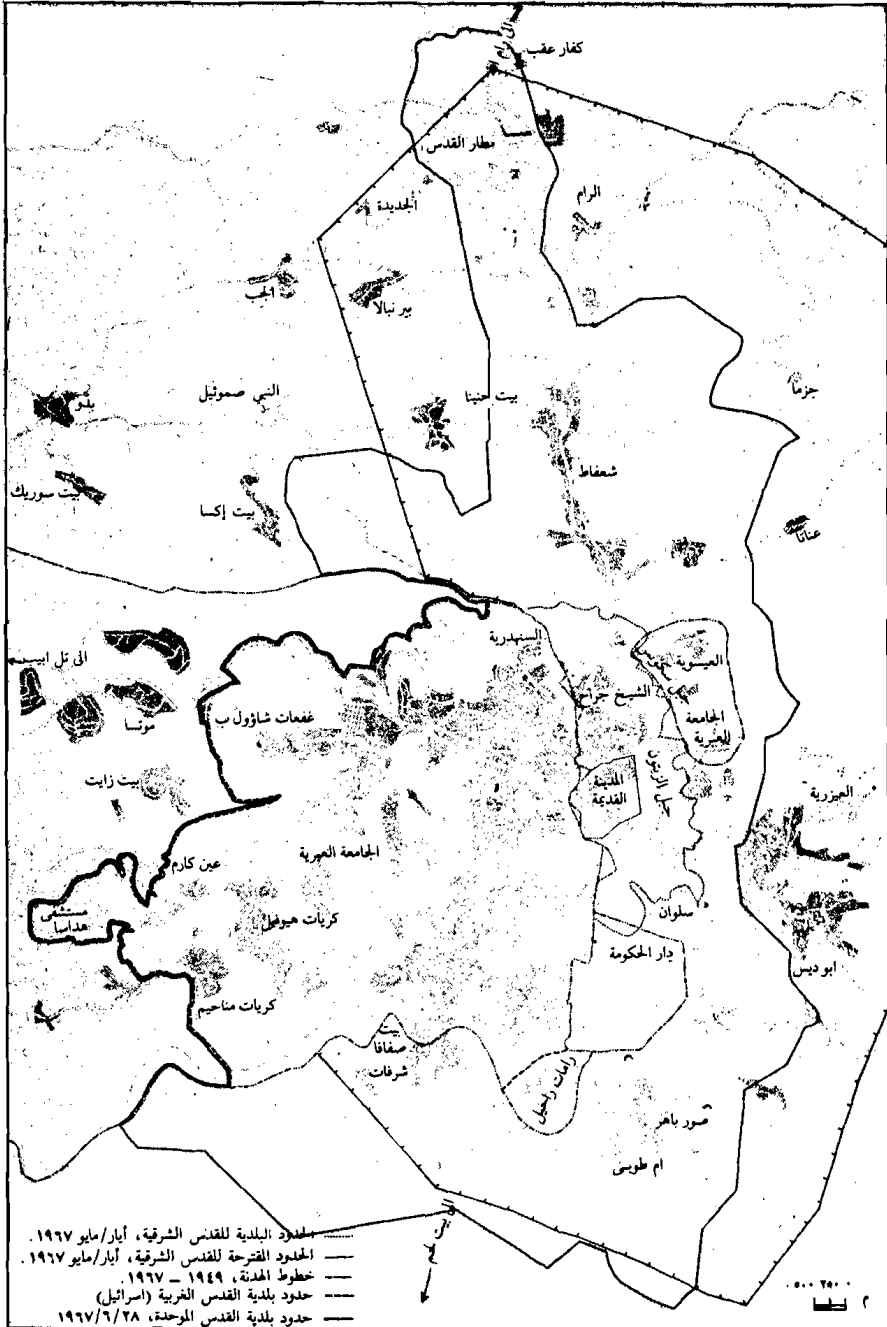 كفار عقب
مطار القدس
الرام
الجديدة
الجب
بير نبالا
جزما
النبي صموئيل
بيت حنينا
بدّو
شعفاط
بيت سوريك
بيت إكسا
عناتا
السنهدرية
العيسوية
الى تل ابيب
الشيخ جراح
غفعات شاؤول ب
موتسا
الجامعة
العبرية
المدينة
القديمة
جبل الزيتون
بيت زايت
العيزرية
الجامعة العبرية
عين كارم
مستشفى
هداسا
كريات هيوفيل
سلوان
دار الحكومة
ابو ديس
كريات مناحيم
بيت
صفافا
شرفات
رامات راحيل
صور باهر
ام طوبى
الى بيت لحم
الحدود البلدية للقدس الشرقية، أيار/مايو ١٩٦٧.
الحدود المقترحة للقدس الشرقية، أيار/مايو ١٩٦٧.
خطوط الهدنة، ١٩٤٩ – ١٩٦٧.
حدود بلدية القدس الغربية (اسرائيل)
حدود بلدية القدس الموحدة، ١٩٦٧/٦/٢٨
٥٠٠ ٢٥٠ ٠
م